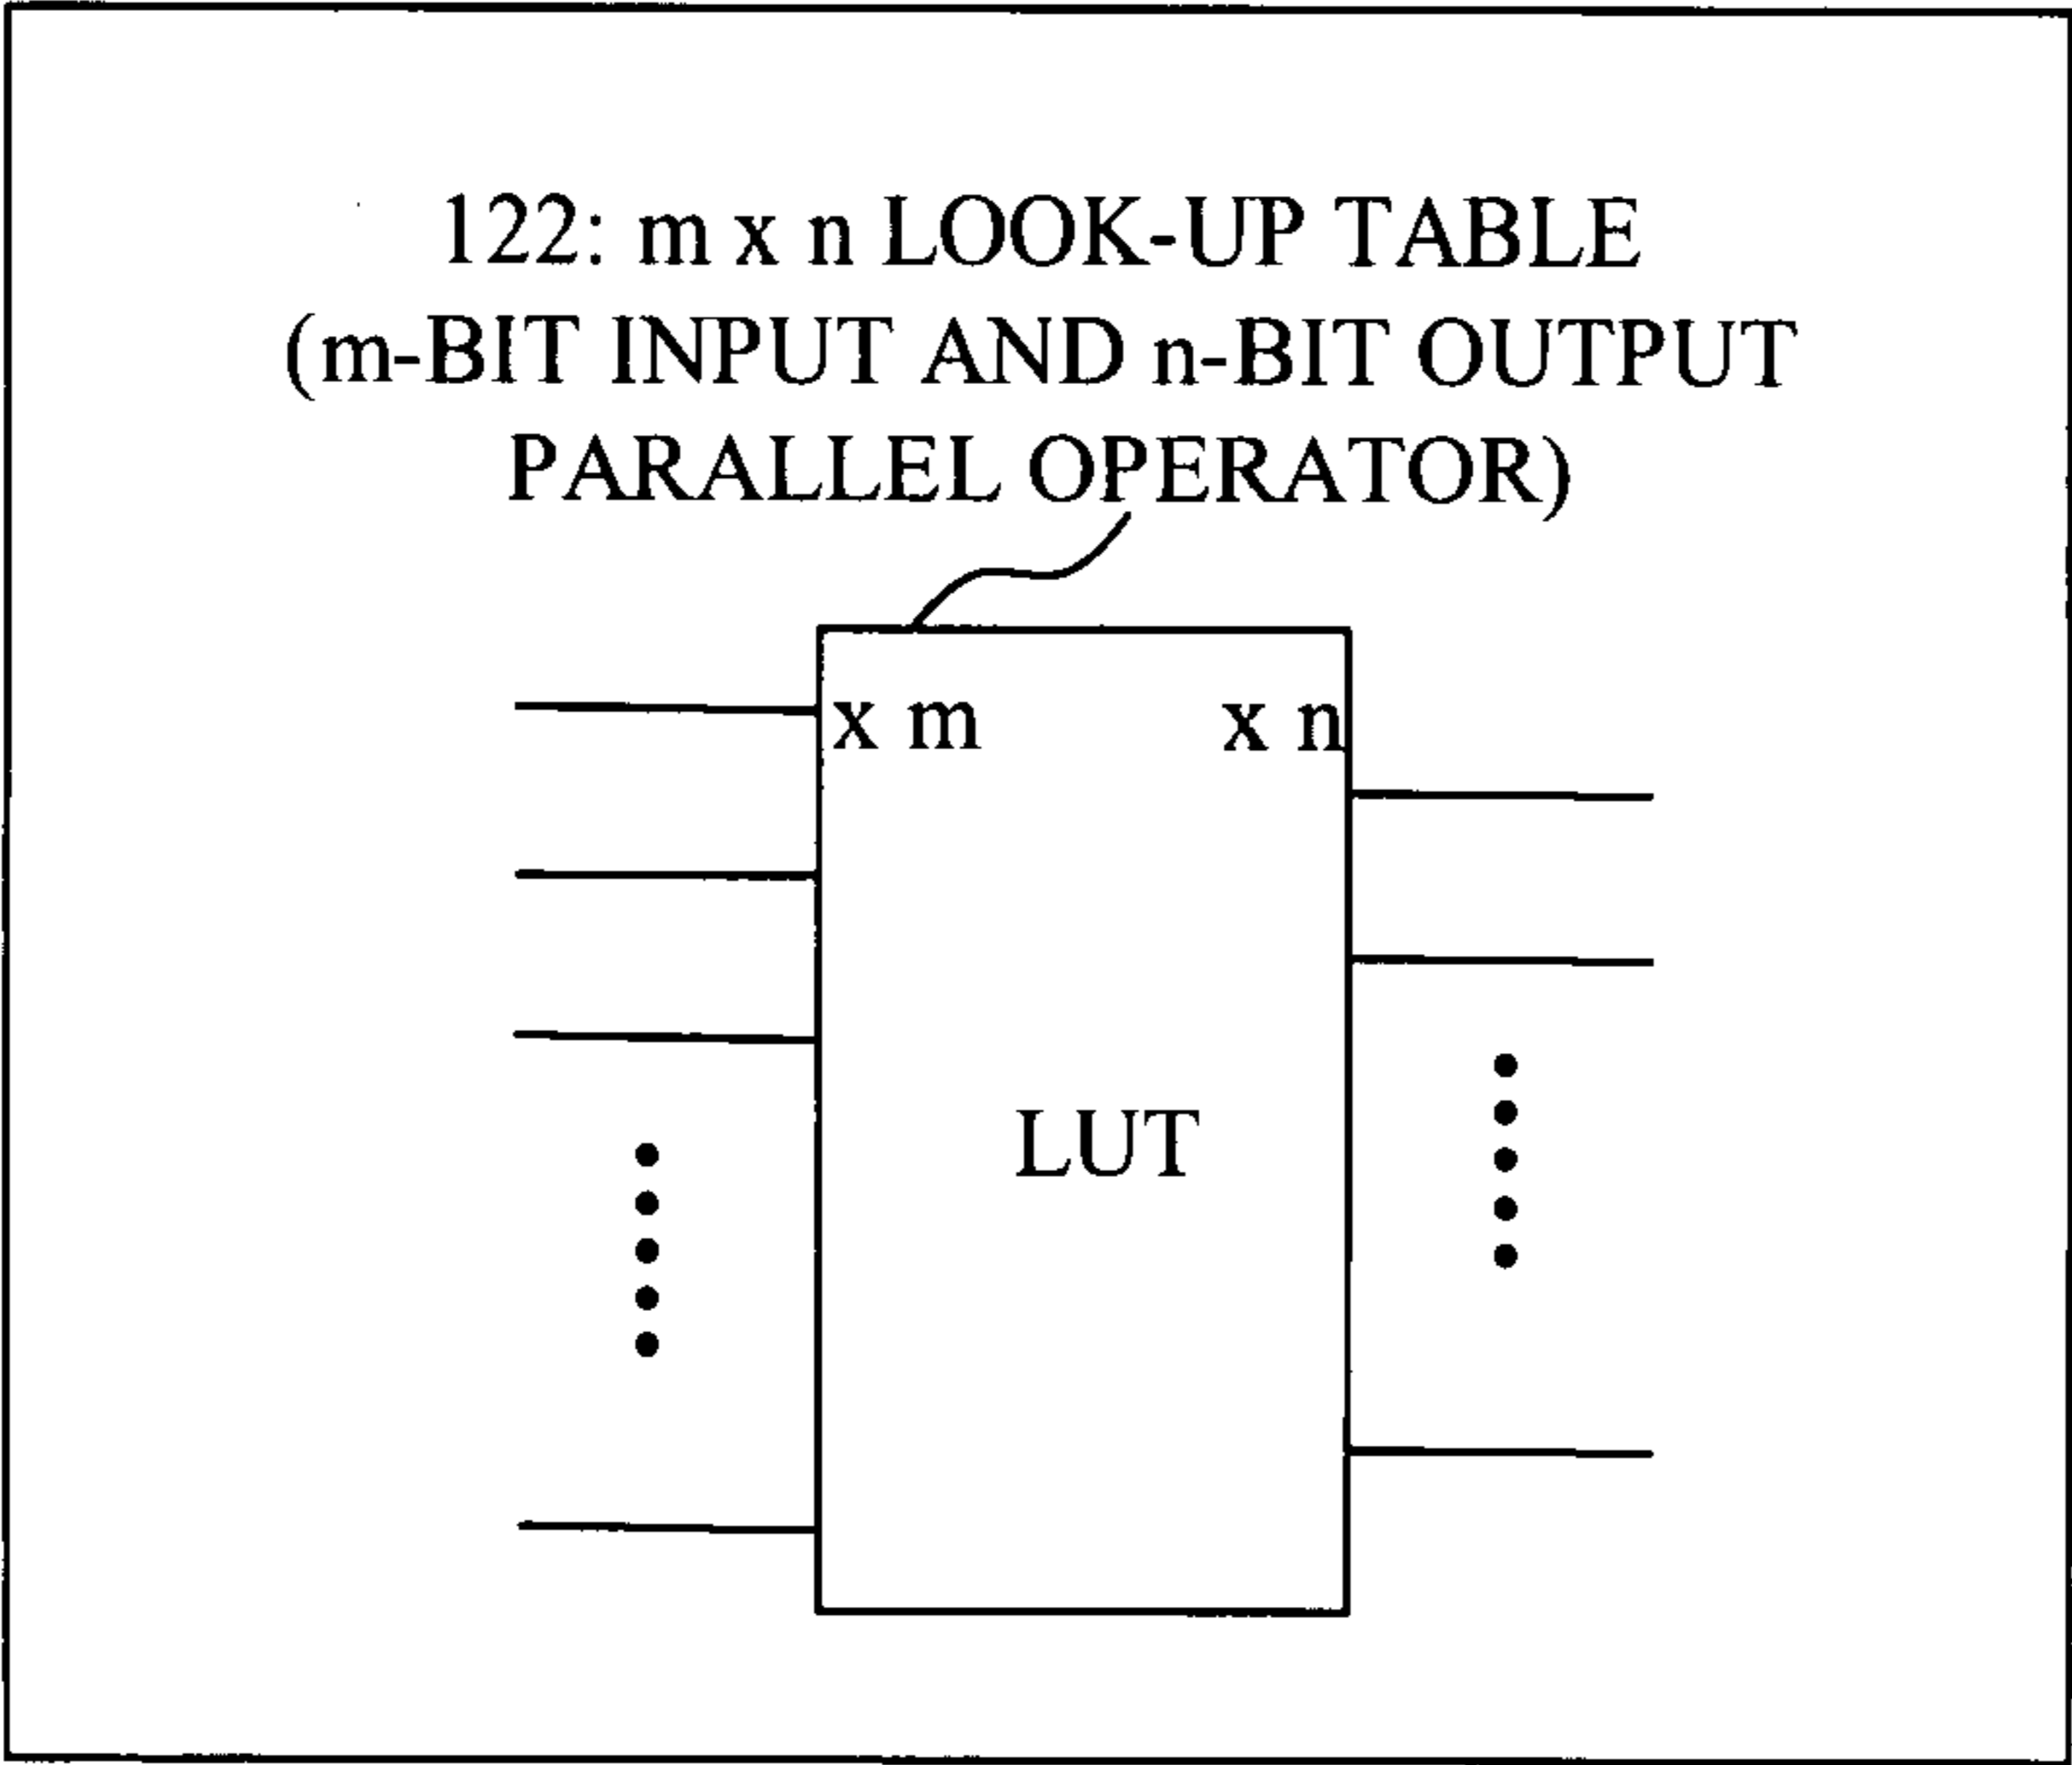 122: m x n LOOK-UP TABLE
(m-BIT INPUT AND n-BIT OUTPUT
PARALLEL OPERATOR)
x m x n
LUT